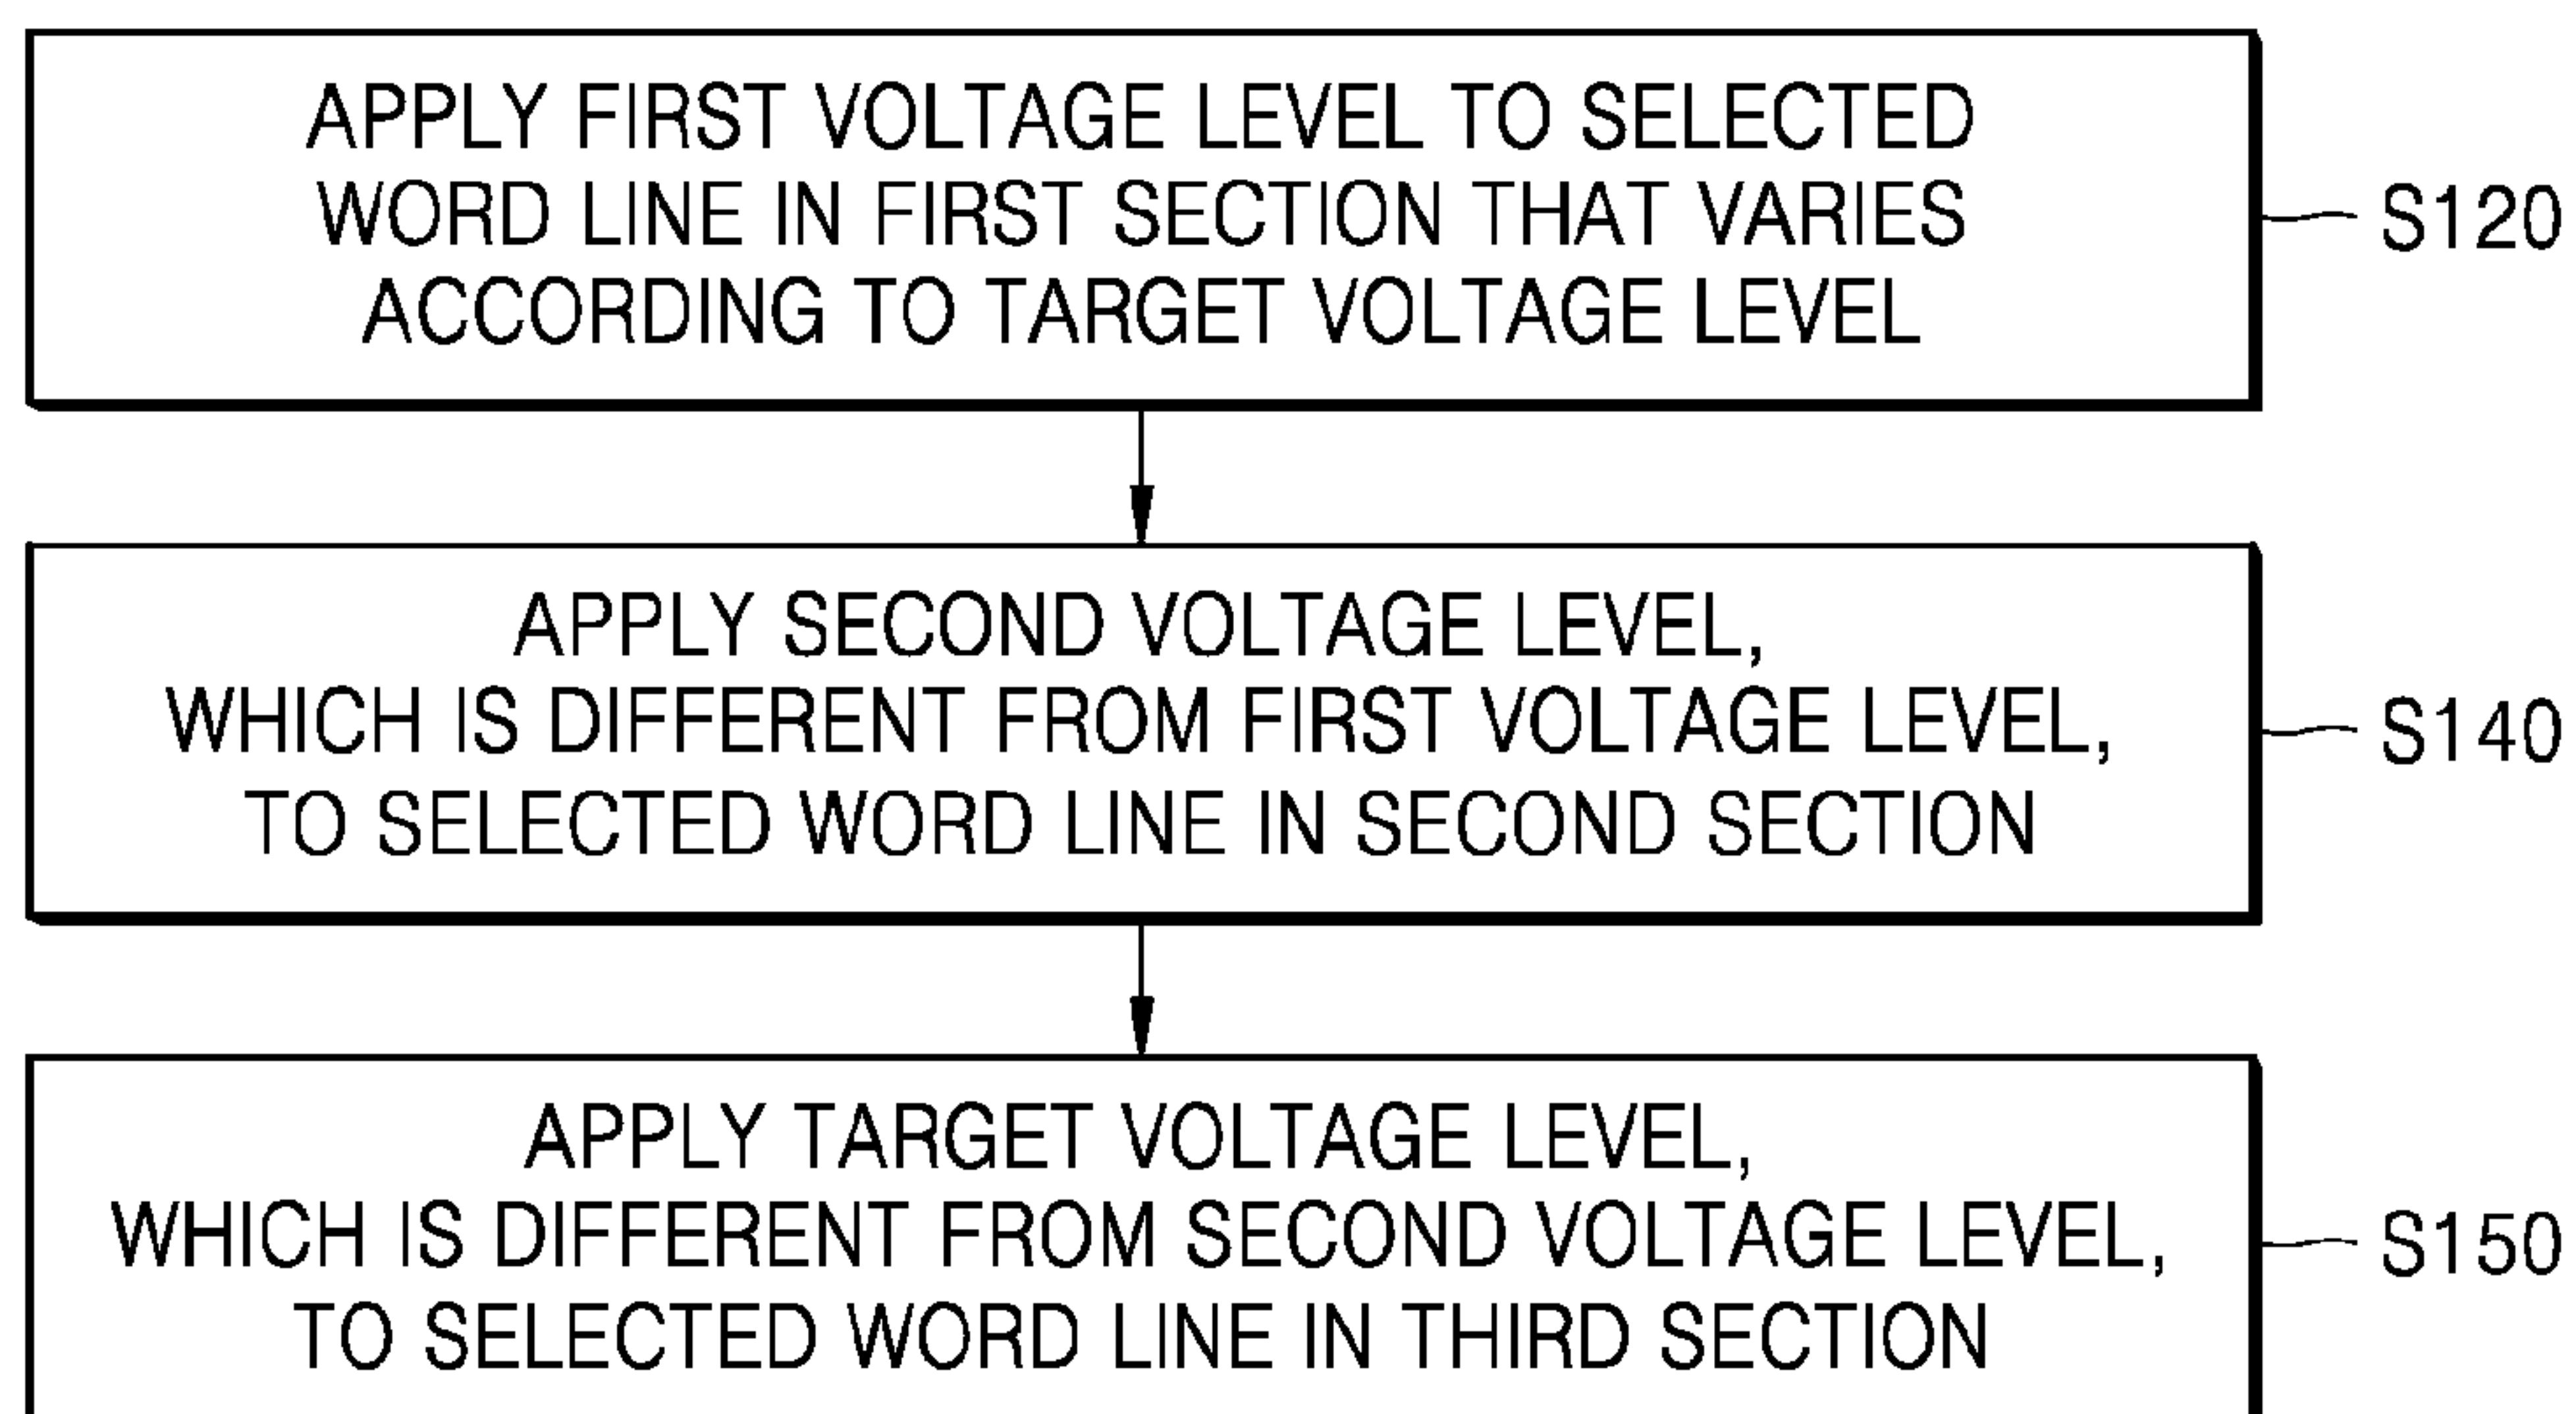 APPLY FIRST VOLTAGE LEVEL TO SELECTED
WORD LINE IN FIRST SECTION THAT VARIES
ACCORDING TO TARGET VOLTAGE LEVEL
S120
APPLY SECOND VOLTAGE LEVEL,
WHICH IS DIFFERENT FROM FIRST VOLTAGE LEVEL,
TO SELECTED WORD LINE IN SECOND SECTION
S140
APPLY TARGET VOLTAGE LEVEL,
WHICH IS DIFFERENT FROM SECOND VOLTAGE LEVEL,
TO SELECTED WORD LINE IN THIRD SECTION
S150